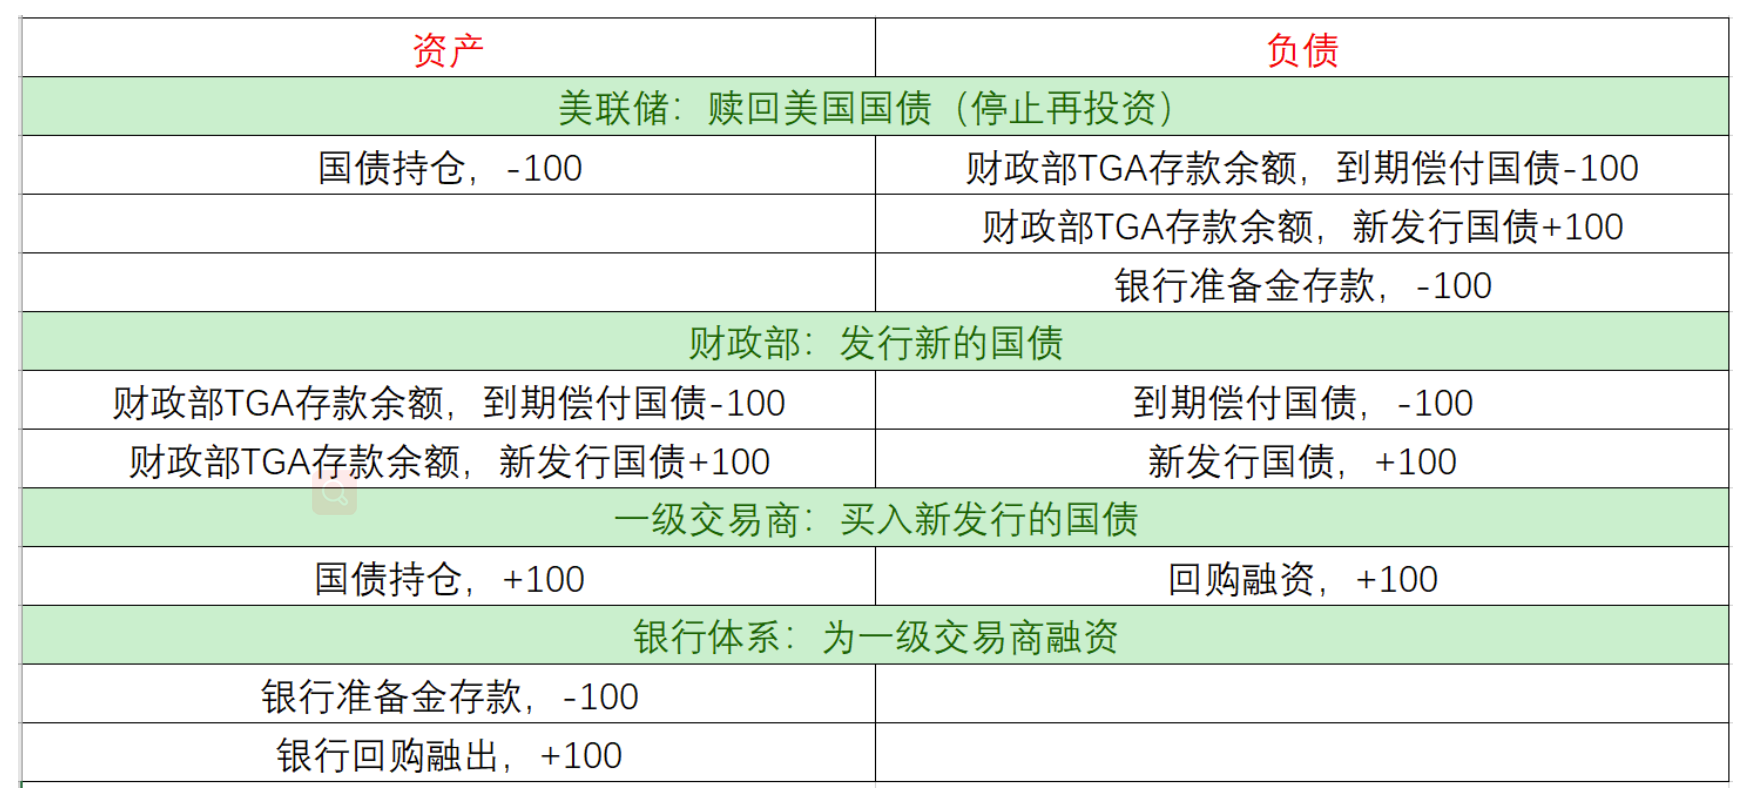 资产 负债
美联储：赎回美国国债（停止再投资）
国债持仓，-100 财政部TGA存款余额，到期偿付国债-100
财政部TGA存款余额，新发行国债+100
银行准备金存款，-100
财政部：发行新的国债
财政部TGA存款余额，到期偿付国债-100 到期偿付国债，-100
财政部TGA存款余额，新发行国债+100 新发行国债，+100
一级交易商：买入新发行的国债
国债持仓，+100 回购融资，+100
银行体系：为一级交易商融资
银行准备金存款，-100
银行回购融出，+100